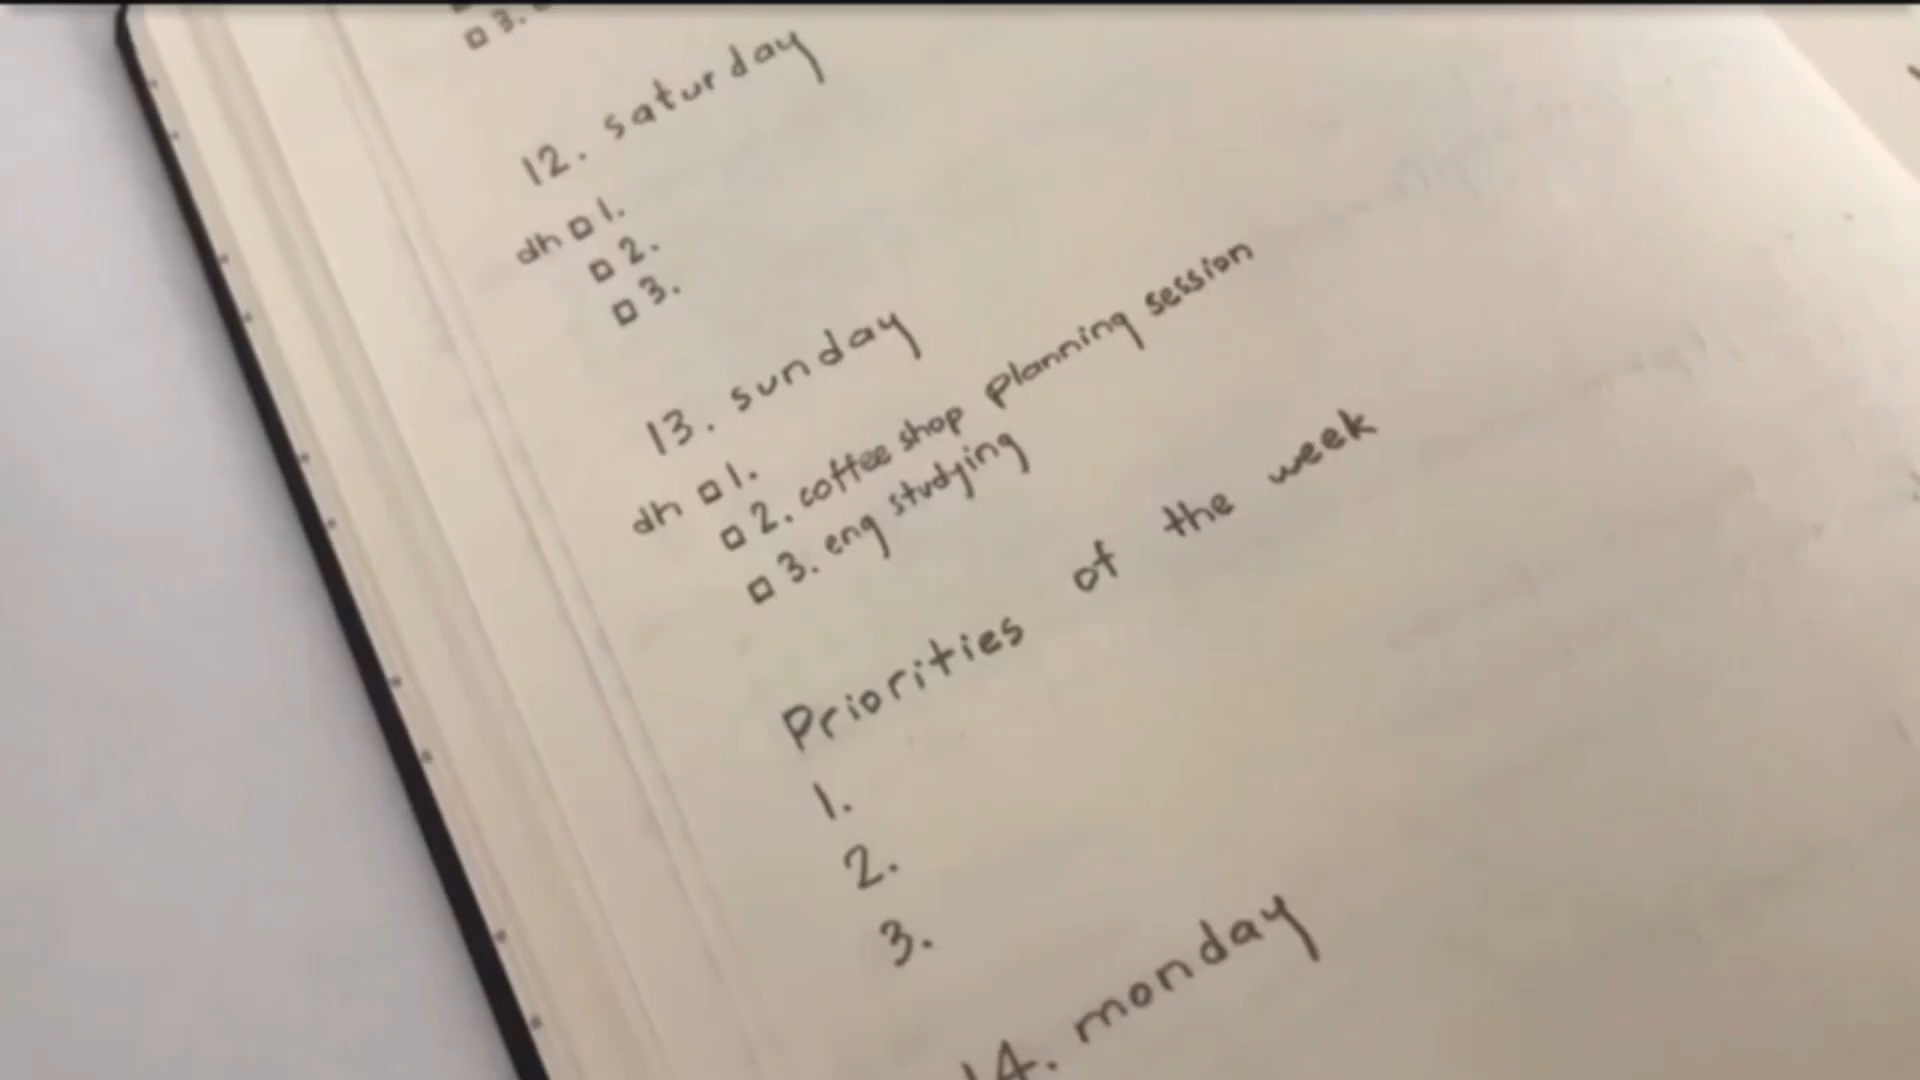 □ 3.
12. saturday
dh □ 1.
□ 2.
□ 3.
13. sunday
dh □ 1.
□ 2. coffee shop planning session
□ 3. eng studying
Priorities of the week
1.
2.
3.
14. monday